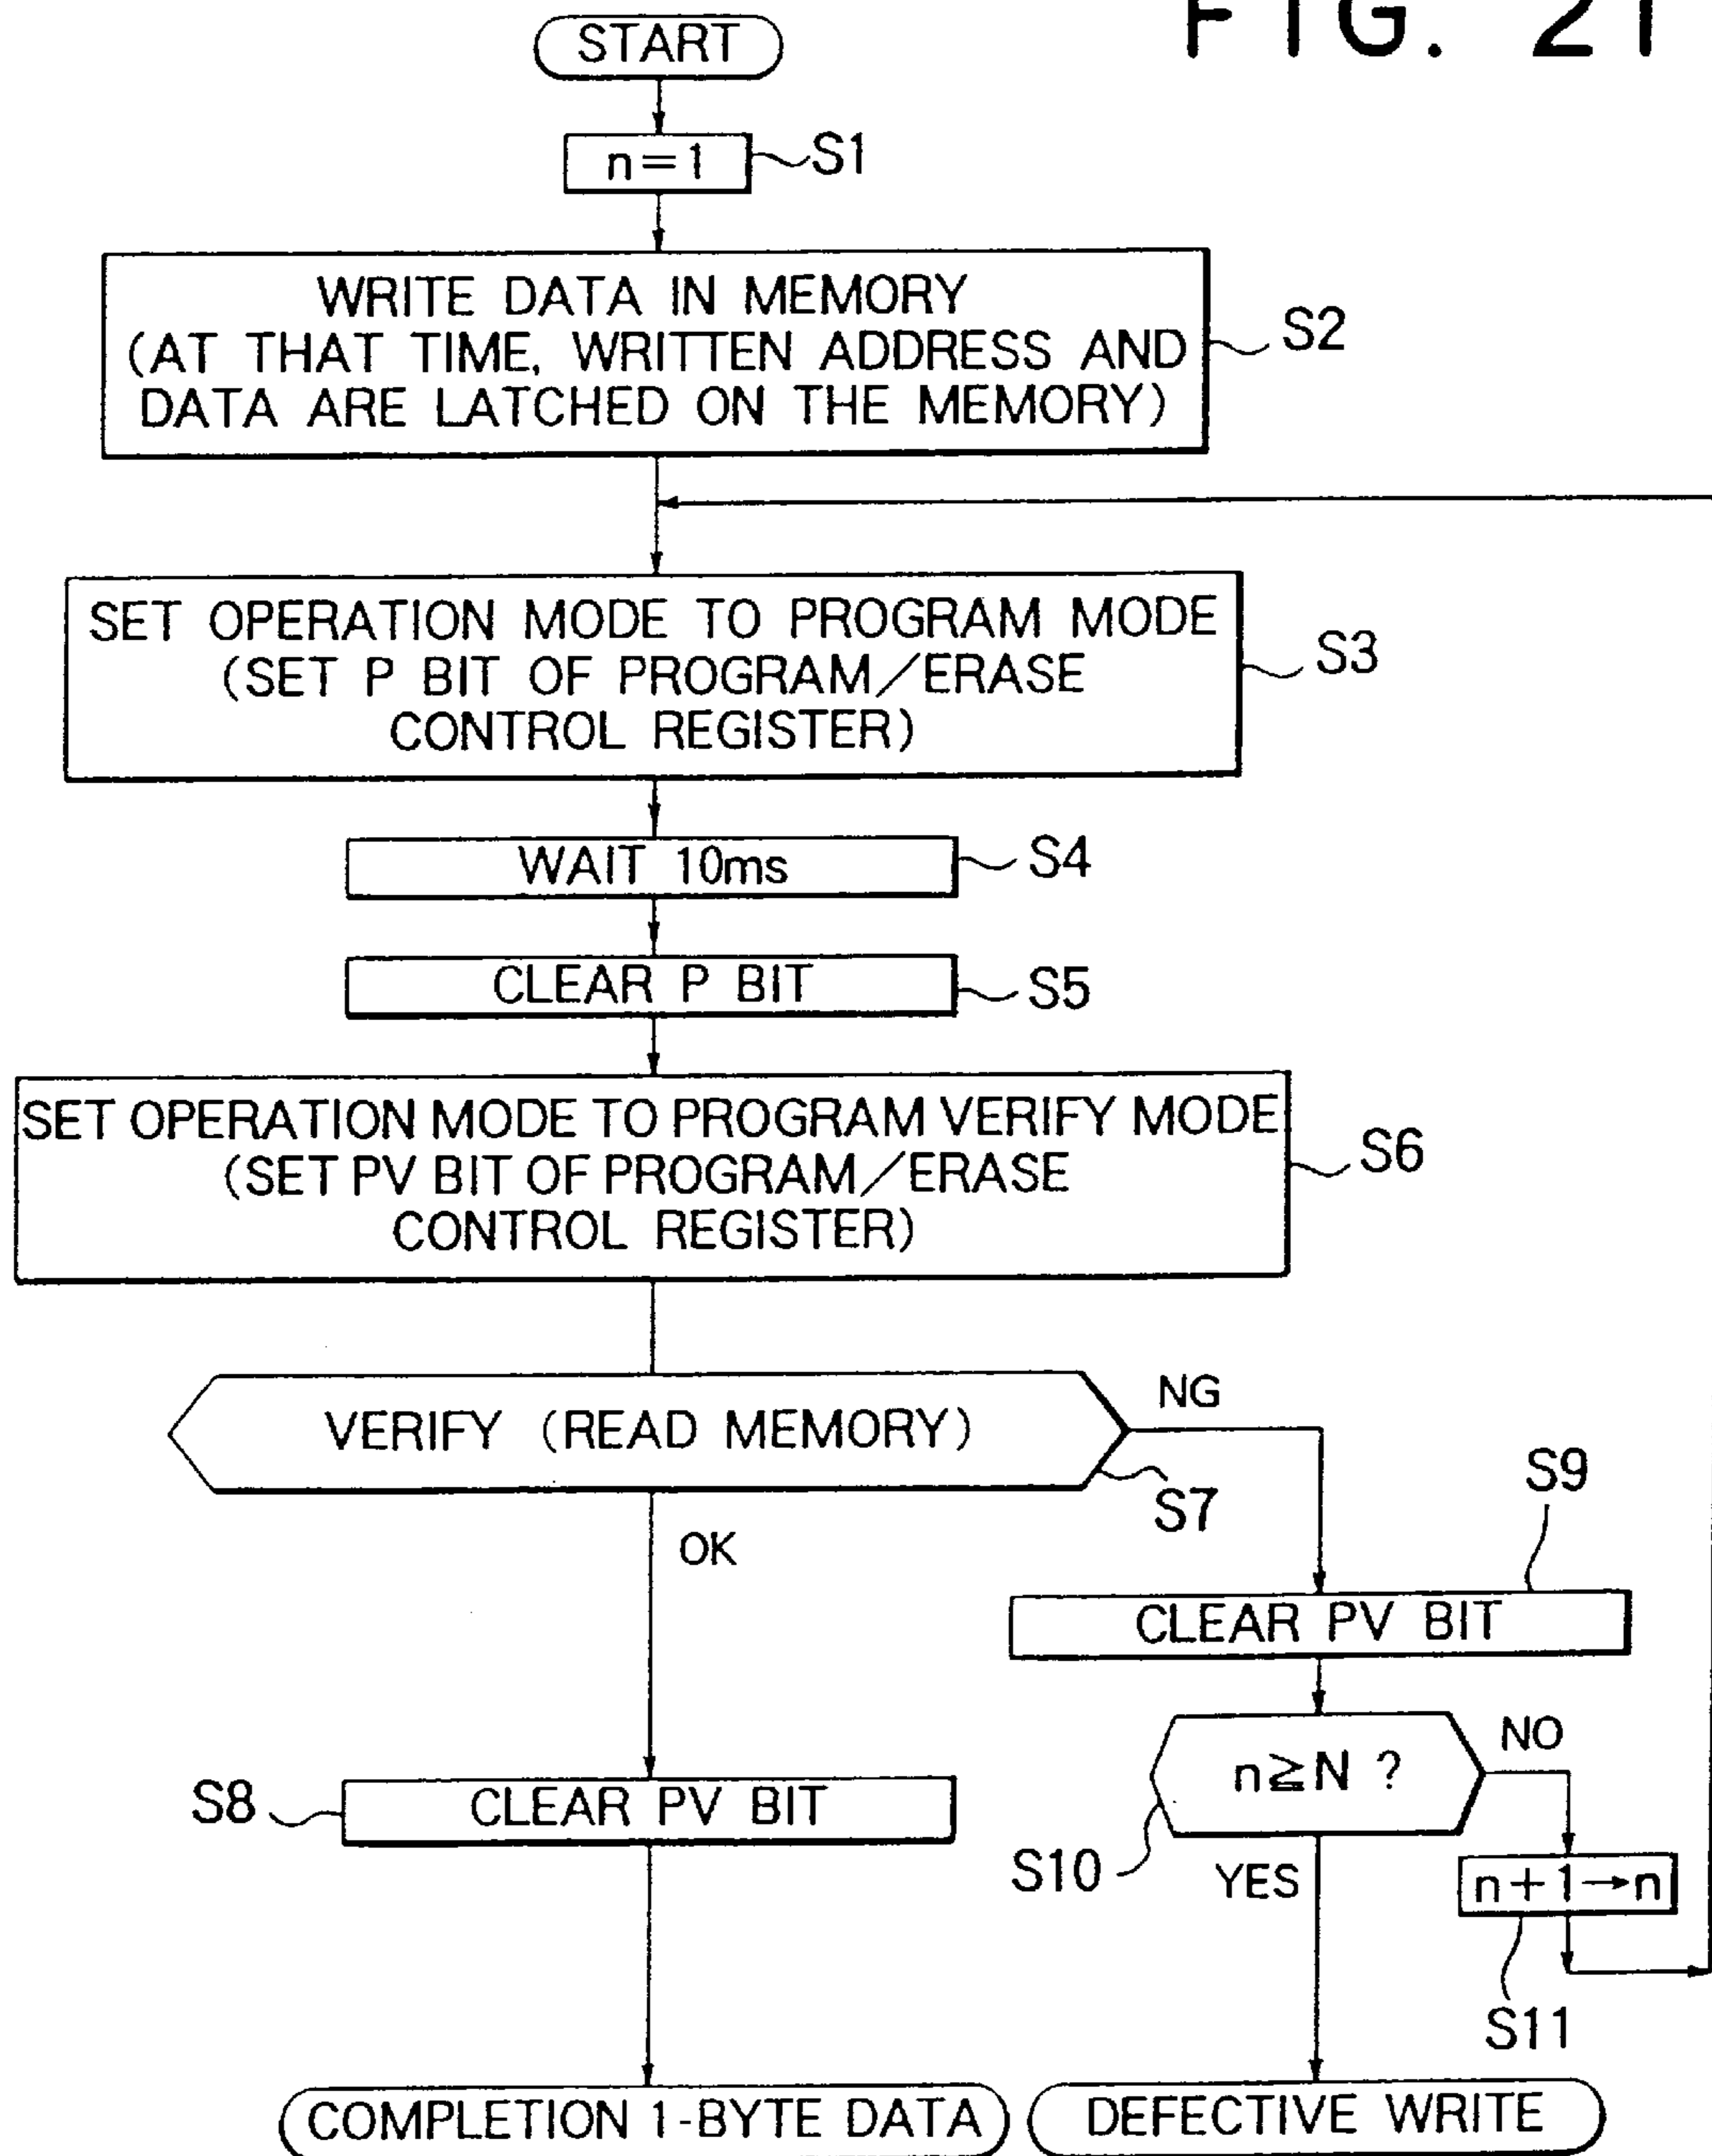 FIG. 21
START
n=1
S1
WRITE DATA IN MEMORY
(AT THAT TIME, WRITTEN ADDRESS AND
DATA ARE LATCHED ON THE MEMORY)
S2
SET OPERATION MODE TO PROGRAM MODE
(SET P BIT OF PROGRAM/ERASE
CONTROL REGISTER)
S3
WAIT 10ms
S4
CLEAR P BIT
S5
SET OPERATION MODE TO PROGRAM VERIFY MODE
(SET PV BIT OF PROGRAM/ERASE
CONTROL REGISTER)
S6
VERIFY (READ MEMORY)
NG
S7
OK
S9
CLEAR PV BIT
n≧N ?
NO
S10
YES
n+1→n
S11
S8
CLEAR PV BIT
COMPLETION 1-BYTE DATA
DEFECTIVE WRITE